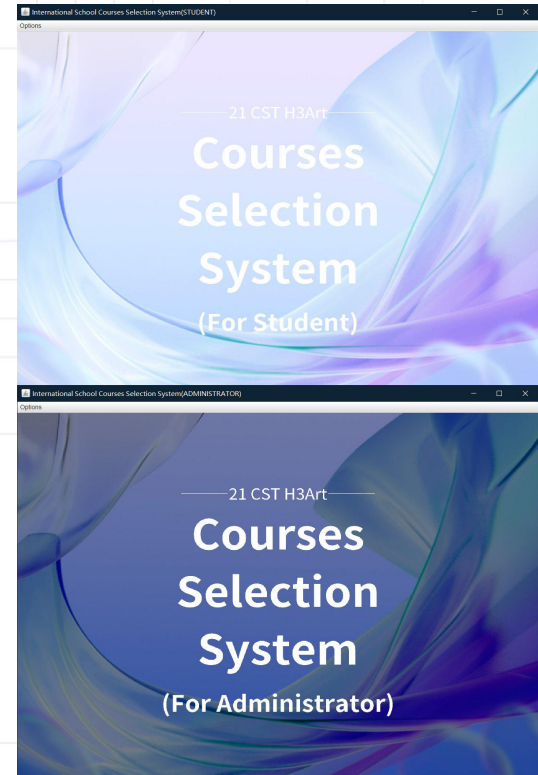 International School Courses Selection System(STUDENT)
Options
21 CST H3Art
Courses
Selection
System
(For Student)
International School Courses Selection System(ADMINISTRATOR)
Options
21 CST H3Art
Courses
Selection
System
(For Administrator)